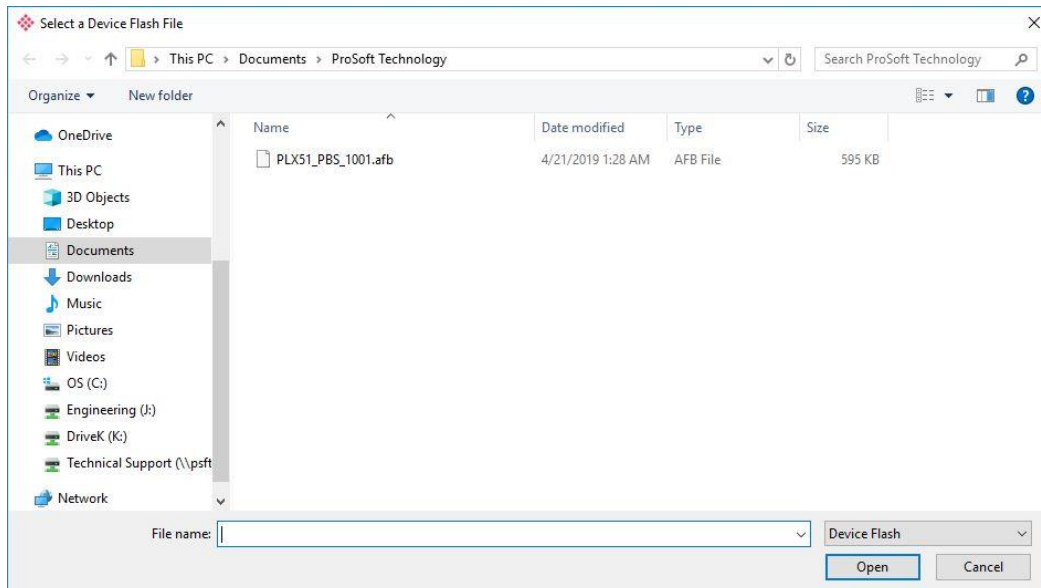 Select a Device Flash File
This PC > Documents > ProSoft Technology
Search ProSoft Technology
Organize
New folder
Name
Date modified
Type
Size
OneDrive
PLX51_PBS_1001.afb
4/21/2019 1:28 AM
AFB File
595 KB
This PC
3D Objects
Desktop
Documents
Downloads
Music
Pictures
Videos
OS (C:)
Engineering (J:)
DriveK (K:)
Technical Support (\\psft
Network
File name:
Device Flash
Open
Cancel